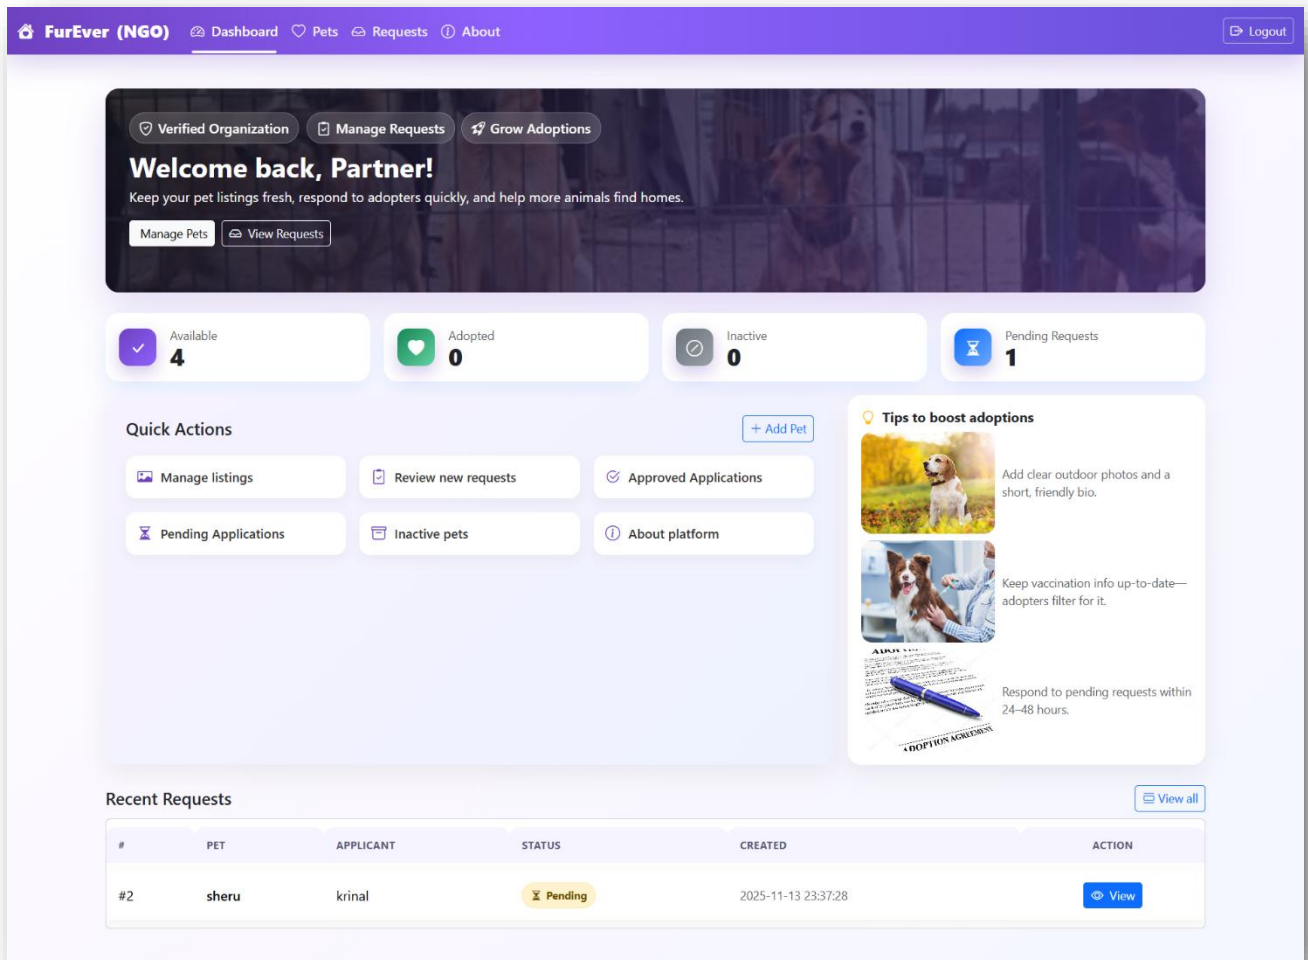 FurEver (NGO) Dashboard Pets Requests About Logout
Verified Organization Manage Requests Grow Adoptions
Welcome back, Partner!
Keep your pet listings fresh, respond to adopters quickly, and help more animals find homes.
Manage Pets View Requests
Available
4
Adopted
0
Inactive
0
Pending Requests
1
Quick Actions
+ Add Pet
Manage listings
Review new requests
Approved Applications
Pending Applications
Inactive pets
About platform
Tips to boost adoptions
Add clear outdoor photos and a
short, friendly bio.
Keep vaccination info up-to-date—
adopters filter for it.
ADOPTION AGREEMENT
Respond to pending requests within
24–48 hours.
Recent Requests
View all
# PET APPLICANT STATUS CREATED ACTION
#2 sheru krinal Pending 2025-11-13 23:37:28 View